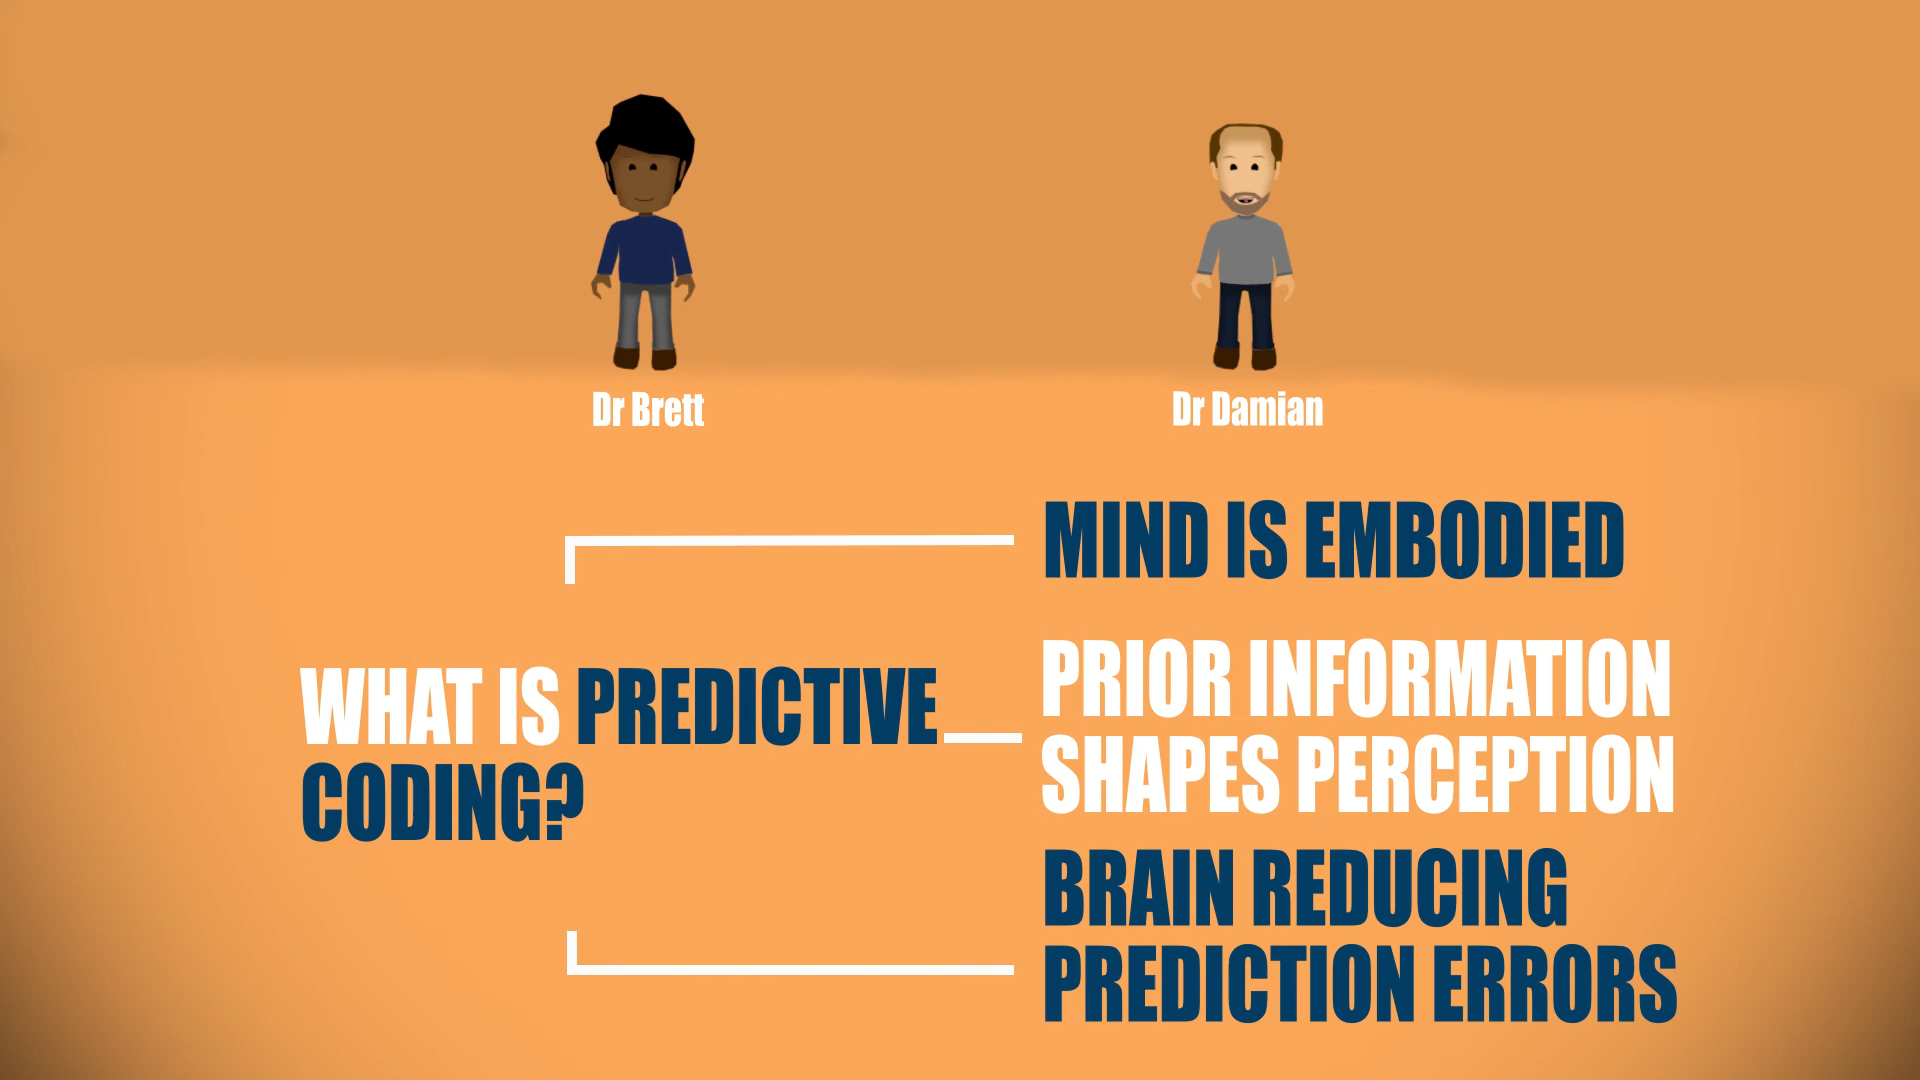 Dr Brett
Dr Damian
MIND IS EMBODIED
WHAT IS PREDICTIVE
CODING?
PRIOR INFORMATION
SHAPES PERCEPTION
BRAIN REDUCING
PREDICTION ERRORS